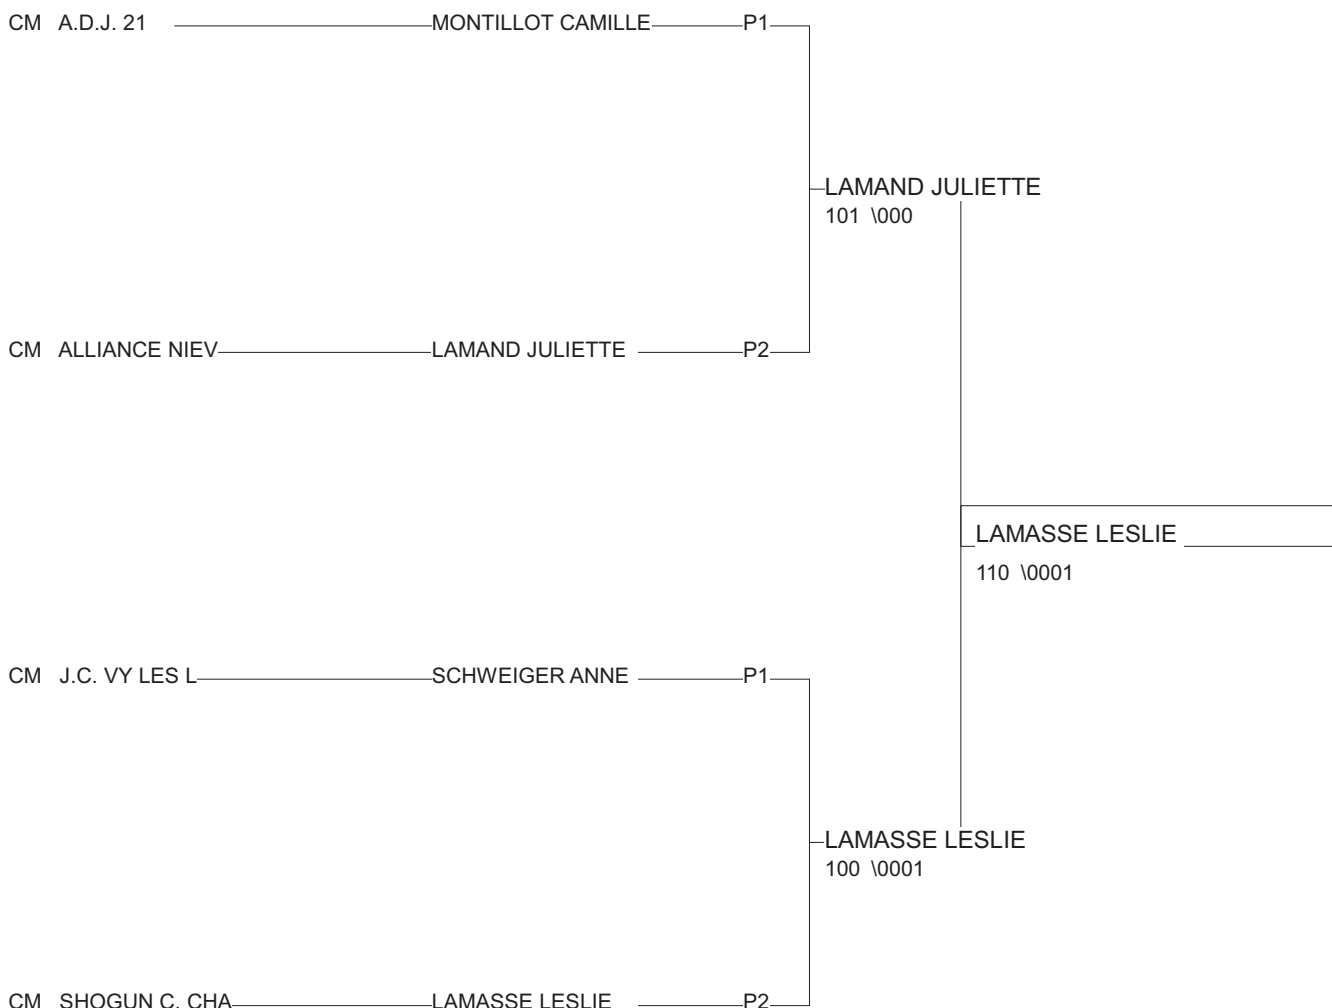 CM A.D.J. 21 MONTILLOT CAMILLE P1
LAMAND JULIETTE
101 \000
CM ALLIANCE NIEV LAMAND JULIETTE P2
LAMASSE LESLIE
110 \0001
CM J.C. VY LES L SCHWEIGER ANNE P1
LAMASSE LESLIE
100 \0001
CM SHOGUN C. CHA LAMASSE LESLIE P2